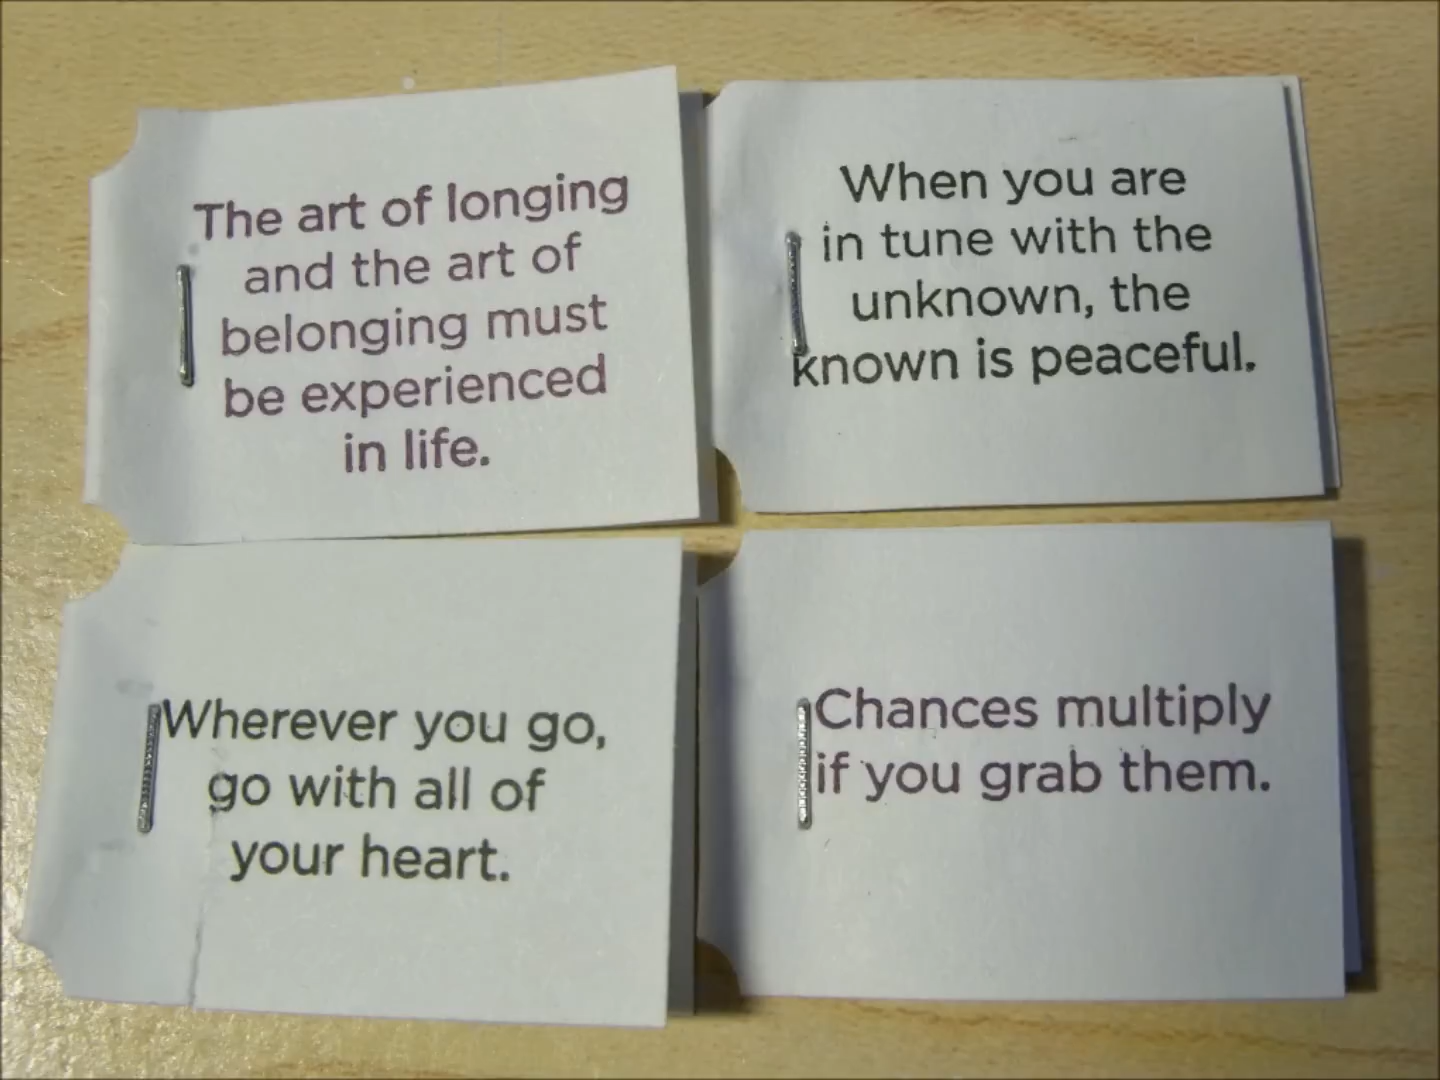 The art of longing
and the art of
belonging must
be experienced
in life.
When you are
in tune with the
unknown, the
known is peaceful.
Wherever you go,
go with all of
your heart.
Chances multiply
if you grab them.